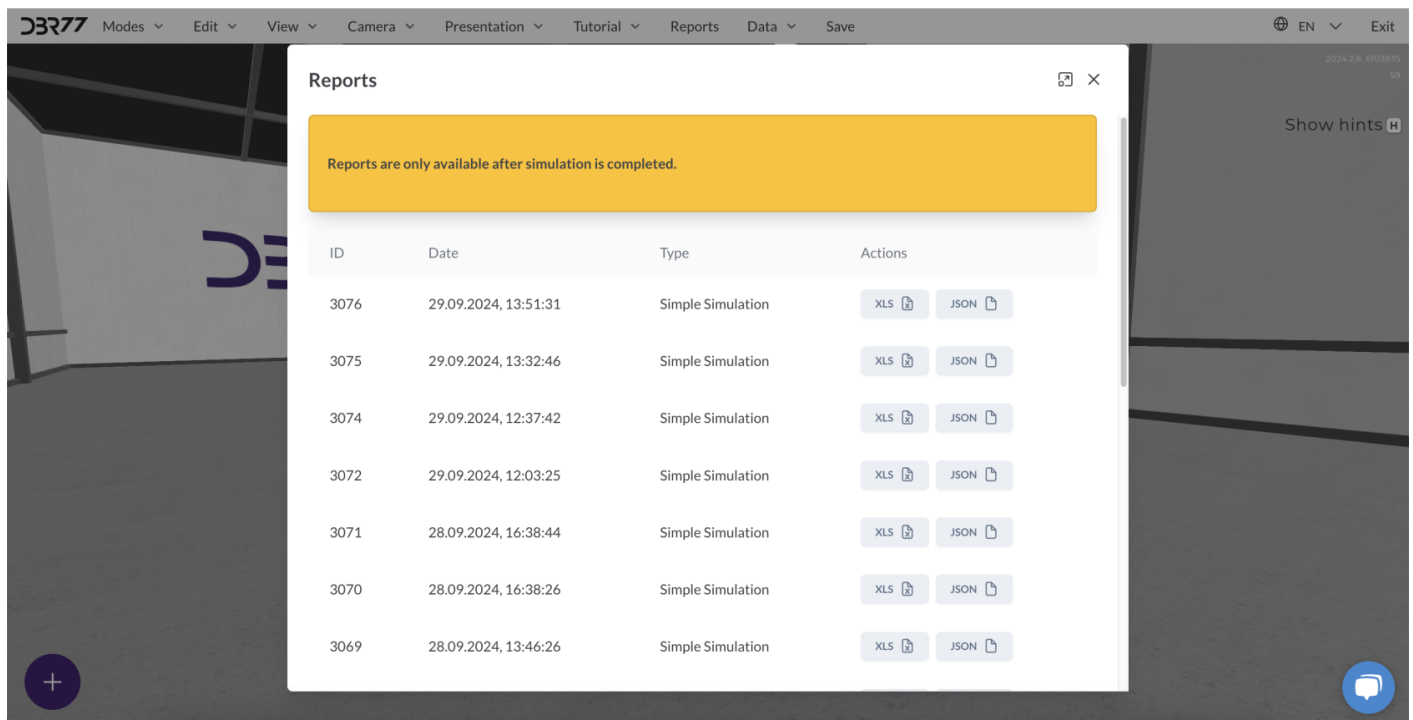 DBR77 Modes Edit View Camera Presentation Tutorial Reports Data Save EN Exit
2024.2.8_6f03835
59
Show hints H
Reports
Reports are only available after simulation is completed.
ID Date Type Actions
3076 29.09.2024, 13:51:31 Simple Simulation XLS JSON
3075 29.09.2024, 13:32:46 Simple Simulation XLS JSON
3074 29.09.2024, 12:37:42 Simple Simulation XLS JSON
3072 29.09.2024, 12:03:25 Simple Simulation XLS JSON
3071 28.09.2024, 16:38:44 Simple Simulation XLS JSON
3070 28.09.2024, 16:38:26 Simple Simulation XLS JSON
3069 28.09.2024, 13:46:26 Simple Simulation XLS JSON